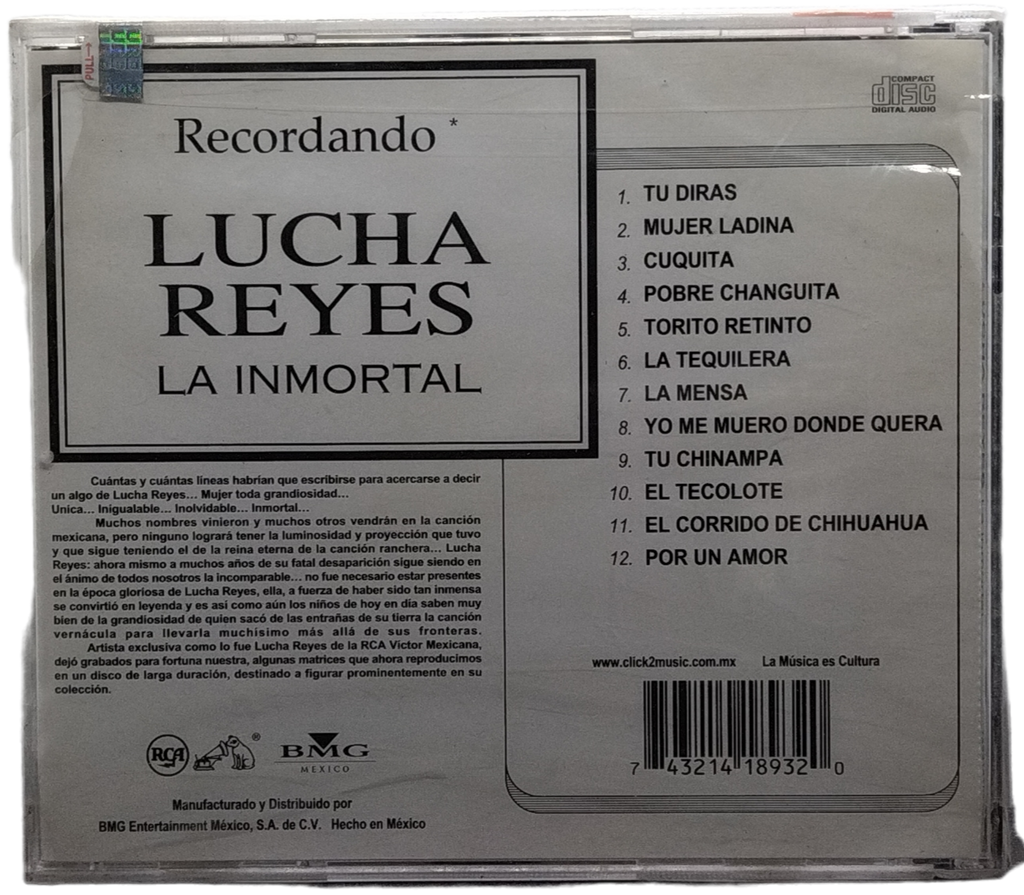 PULL→
COMPACT
disc
DIGITAL AUDIO
Recordando *
LUCHA
REYES
LA INMORTAL
1. TU DIRAS
2. MUJER LADINA
3. CUQUITA
4. POBRE CHANGUITA
5. TORITO RETINTO
6. LA TEQUILERA
7. LA MENSA
8. YO ME MUERO DONDE QUERA
9. TU CHINAMPA
10. EL TECOLOTE
11. EL CORRIDO DE CHIHUAHUA
12. POR UN AMOR
Cuántas y cuántas lineas habrían que escribirse para acercarse a decir
un algo de Lucha Reyes... Mujer toda grandiosidad...
Unica... Inigualable... Inolvidable... Inmortal...
Muchos nombres vinieron y muchos otros vendrán en la canción
mexicana, pero ninguno logrará tener la luminosidad y proyección que tuvo
y que sigue teniendo el de la reina eterna de la canción ranchera... Lucha
Reyes: ahora mismo a muchos años de su fatal desaparición sigue siendo en
el ánimo de todos nosotros la incomparable... no fue necesario estar presentes
en la época gloriosa de Lucha Reyes, ella, a fuerza de haber sido tan inmensa
se convirtió en leyenda y es asi como aún los niños de hoy en día saben muy
bien de la grandiosidad de quien sacó de las entrañas de su tierra la canción
vernácula para llevarla muchisimo más allá de sus fronteras.
Artista exclusiva como lo fue Lucha Reyes de la RCA Víctor Mexicana,
dejó grabados para fortuna nuestra, algunas matrices que ahora reproducimos
en un disco de larga duración, destinado a figurar prominentemente en su
colección.
www.click2music.com.mx La Música es Cultura
7 43214 18932 0
RCA ® BMG
MEXICO
Manufacturado y Distribuido por
BMG Entertainment México, S.A. de C.V. Hecho en México